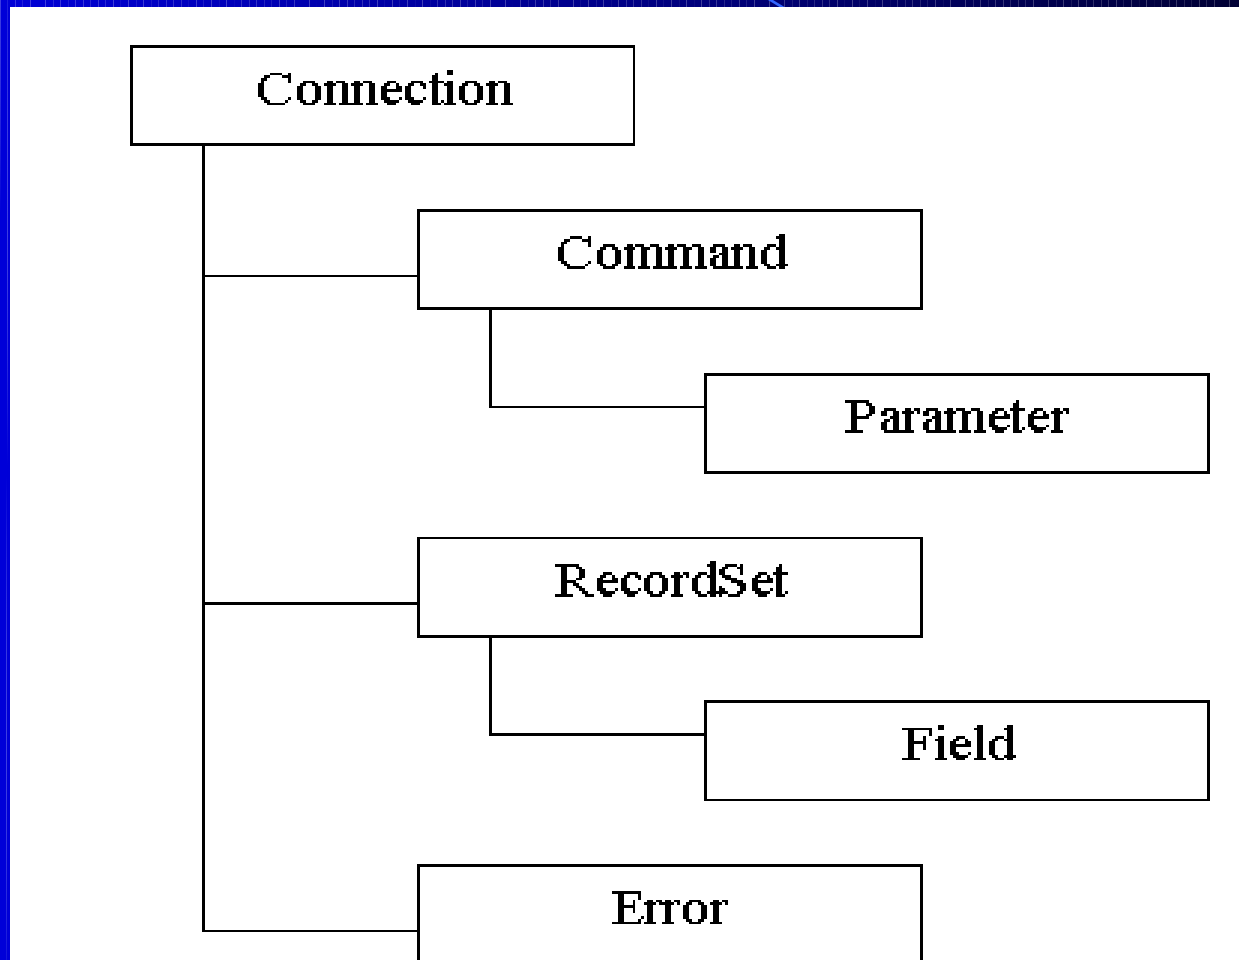 Connection
Command
Parameter
RecordSet
Field
Error